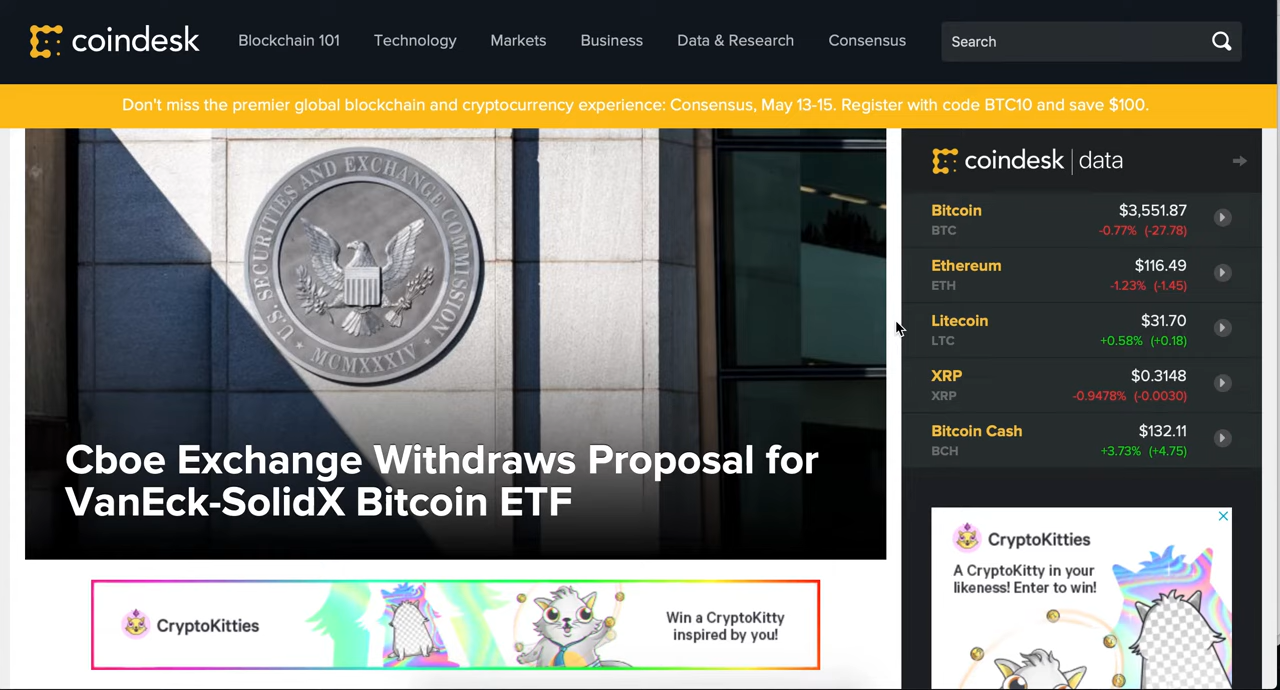 coindesk
Blockchain 101
Technology
Markets
Business
Data & Research
Consensus
Search
Don't miss the premier global blockchain and cryptocurrency experience: Consensus, May 13-15. Register with code BTC10 and save $100.
U.S. SECURITIES AND EXCHANGE COMMISSION
MCMXXXIV
Cboe Exchange Withdraws Proposal for
VanEck-SolidX Bitcoin ETF
CryptoKitties
Win a CryptoKitty
inspired by you!
coindesk | data
Bitcoin $3,551.87
BTC -0.77% (-27.78)
Ethereum $116.49
ETH -1.23% (-1.45)
Litecoin $31.70
LTC +0.58% (+0.18)
XRP $0.3148
XRP -0.9478% (-0.0030)
Bitcoin Cash $132.11
BCH +3.73% (+4.75)
CryptoKitties
A CryptoKitty in your
likeness! Enter to win!